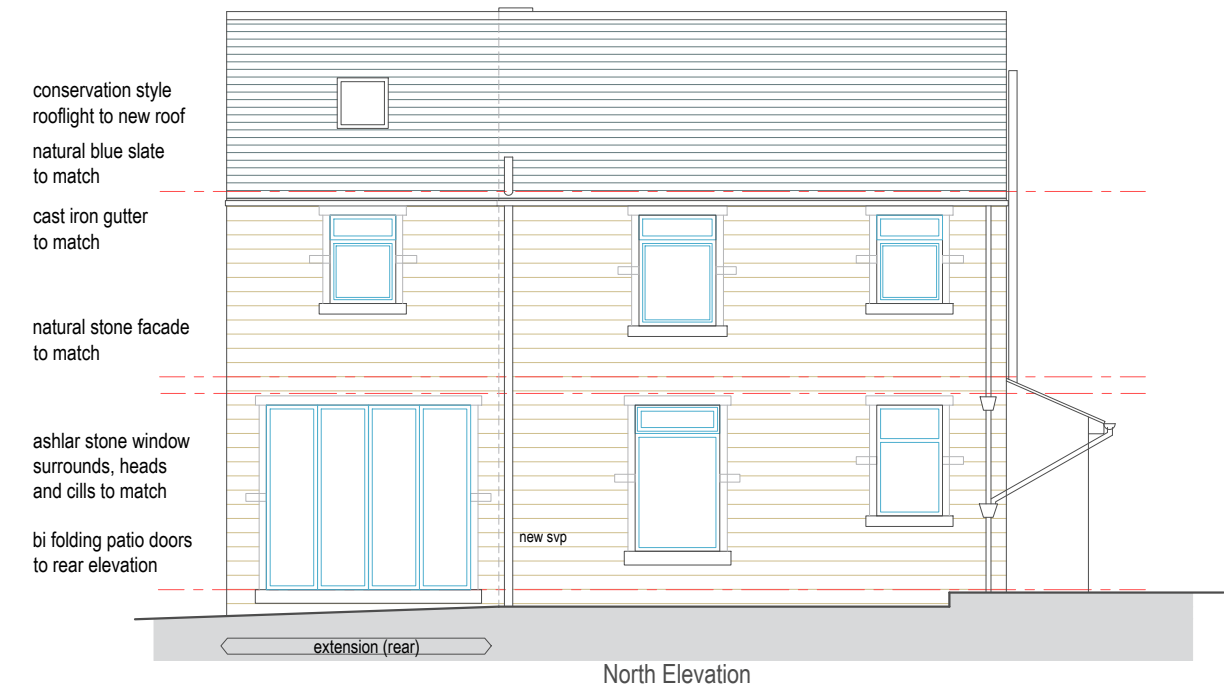 conservation style
rooflight to new roof
natural blue slate
to match
cast iron gutter
to match
natural stone facade
to match
ashlar stone window
surrounds, heads
and cills to match
bi folding patio doors
to rear elevation
new svp
extension (rear)
North Elevation